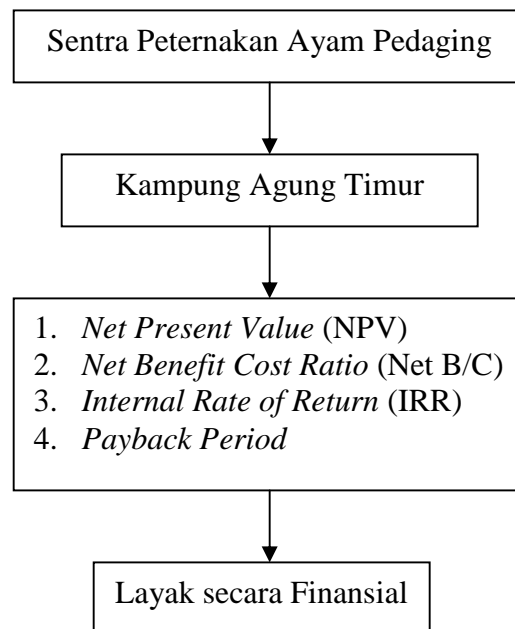 Sentra Peternakan Ayam Pedaging
Kampung Agung Timur
1. Net Present Value (NPV)
2. Net Benefit Cost Ratio (Net B/C)
3. Internal Rate of Return (IRR)
4. Payback Period
Layak secara Finansial